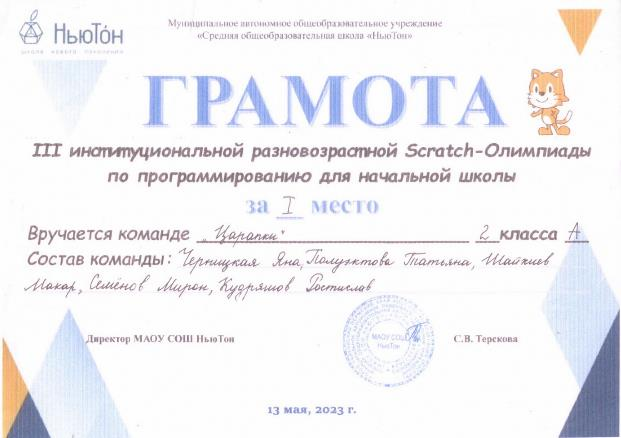 НьюТо́н
школа нового поколения
Муниципальное автономное общеобразовательное учреждение
«Средняя общеобразовательная школа «НьюТон»
ГРАМОТА
III институциональной разновозрастной Scratch-Олимпиады
по программированию для начальной школы
за I место
Вручается команде „Царапки“ 2 класса А
Состав команды: Черницкая Яна, Полуэктова Татьяна, Шайкиев
Макар, Семёнов Мирон, Кудряшов Ростислав
Директор МАОУ СОШ НьюТон
МАОУ СОШ
НьюТон
С.В. Терскова
13 мая, 2023 г.